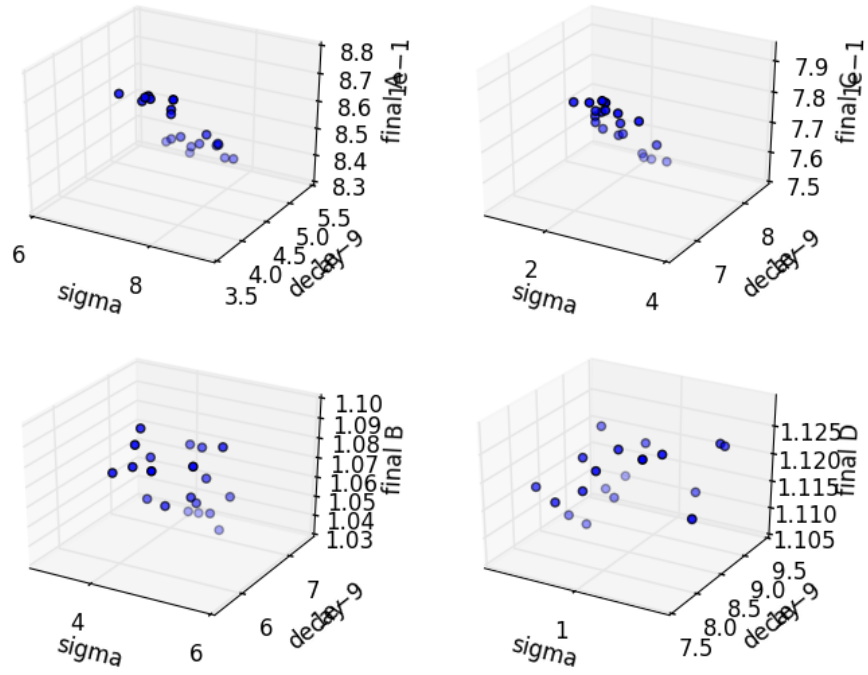 8.8
8.7
8.6
8.5
8.4
8.3
final A
1e−1
5.5
5.0
4.5
4.0
3.5
decay
1e−9
6
8
sigma
7.9
7.8
7.7
7.6
7.5
final C
1e−1
8
7
decay
1e−9
2
4
sigma
1.10
1.09
1.08
1.07
1.06
1.05
1.04
1.03
final B
7
6
decay
1e−9
4
6
sigma
1.125
1.120
1.115
1.110
1.105
final D
9.5
9.0
8.5
8.0
7.5
decay
1e−9
1
sigma